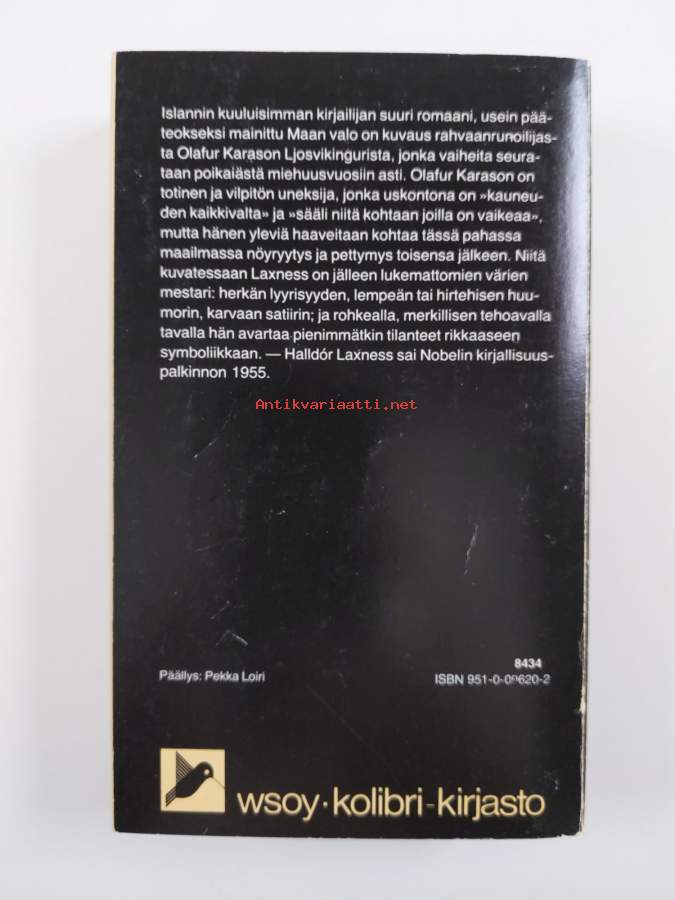 Islannin kuuluisimman kirjailijan suuri romaani, usein pää-
teokseksi mainittu Maan valo on kuvaus rahvaanrunoilijas-
ta Olafur Karason Ljosvikingurista, jonka vaiheita seura-
taan poikaiästä miehuusvuosiin asti. Olafur Karason on
totinen ja vilpitön uneksija, jonka uskontona on »kauneu-
den kaikkivalta» ja »sääli niitä kohtaan joilla on vaikeaa»,
mutta hänen yleviä haaveitaan kohtaa tässä pahassa
maailmassa nöyryytys ja pettymys toisensa jälkeen. Niitä
kuvatessaan Laxness on jälleen lukemattomien värien
mestari: herkän lyyrisyyden, lempeän tai hirtehisen huu-
morin, karvaan satiirin; ja rohkealla, merkillisen tehoavalla
tavalla hän avartaa pienimmätkin tilanteet rikkaaseen
symboliikkaan. — Halldór Laxness sai Nobelin kirjallisuus-
palkinnon 1955.
Antikvariaatti.net
8434
Päällys: Pekka Loiri
ISBN 951-0-09620-2
wsoy·kolibri-kirjasto